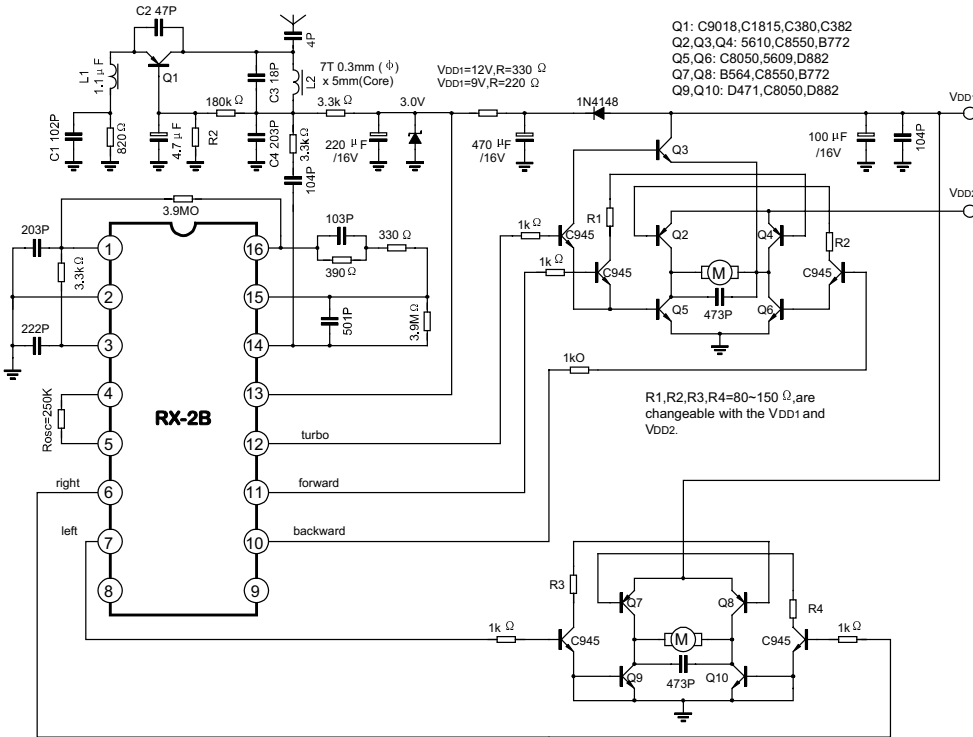 C2 47P
4P
Q1: C9018,C1815,C380,C382
Q2,Q3,Q4: 5610,C8550,B772
Q5,Q6: C8050,5609,D882
Q7,Q8: B564,C8550,B772
Q9,Q10: D471,C8050,D882
L1
1.1 μF
Q1
C3 18P
L2
7T 0.3mm (ϕ)
x 5mm(Core)
VDD1=12V,R=330 Ω
VDD1=9V,R=220 Ω
180kΩ
3.3kΩ
3.0V
1N4148
VDD1
C1 102P
820Ω
4.7 μF
R2
C4 203P
3.3kΩ
220 μF
/16V
470 μF
/16V
Q3
100 μF
/16V
104P
104P
3.9MO
VDD2
203P
1
16
103P
330 Ω
390 Ω
1k Ω
C945
R1
Q2
Q4
R2
3.3kΩ
2
15
1k Ω
C945
M
C945
222P
3
14
501P
3.9M Ω
Q5
473P
Q6
1kO
Rosc=250K
4
13
RX-2B
R1,R2,R3,R4=80~150 Ω,are
changeable with the VDD1 and
VDD2.
5
12
turbo
right
6
11
forward
left
7
10
backward
8
9
R3
Q7
Q8
R4
1k Ω
C945
M
C945
1k Ω
Q9
473P
Q10